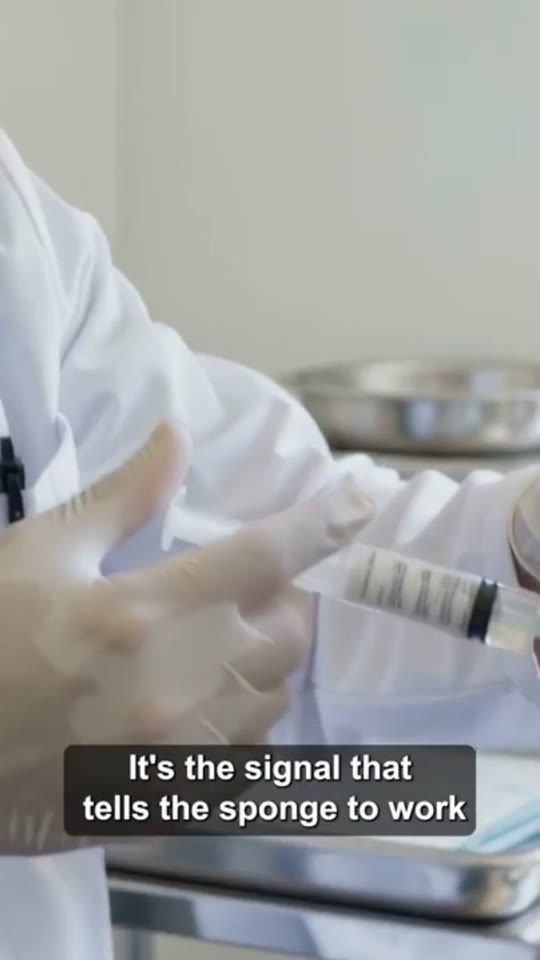 It's the signal that
tells the sponge to work